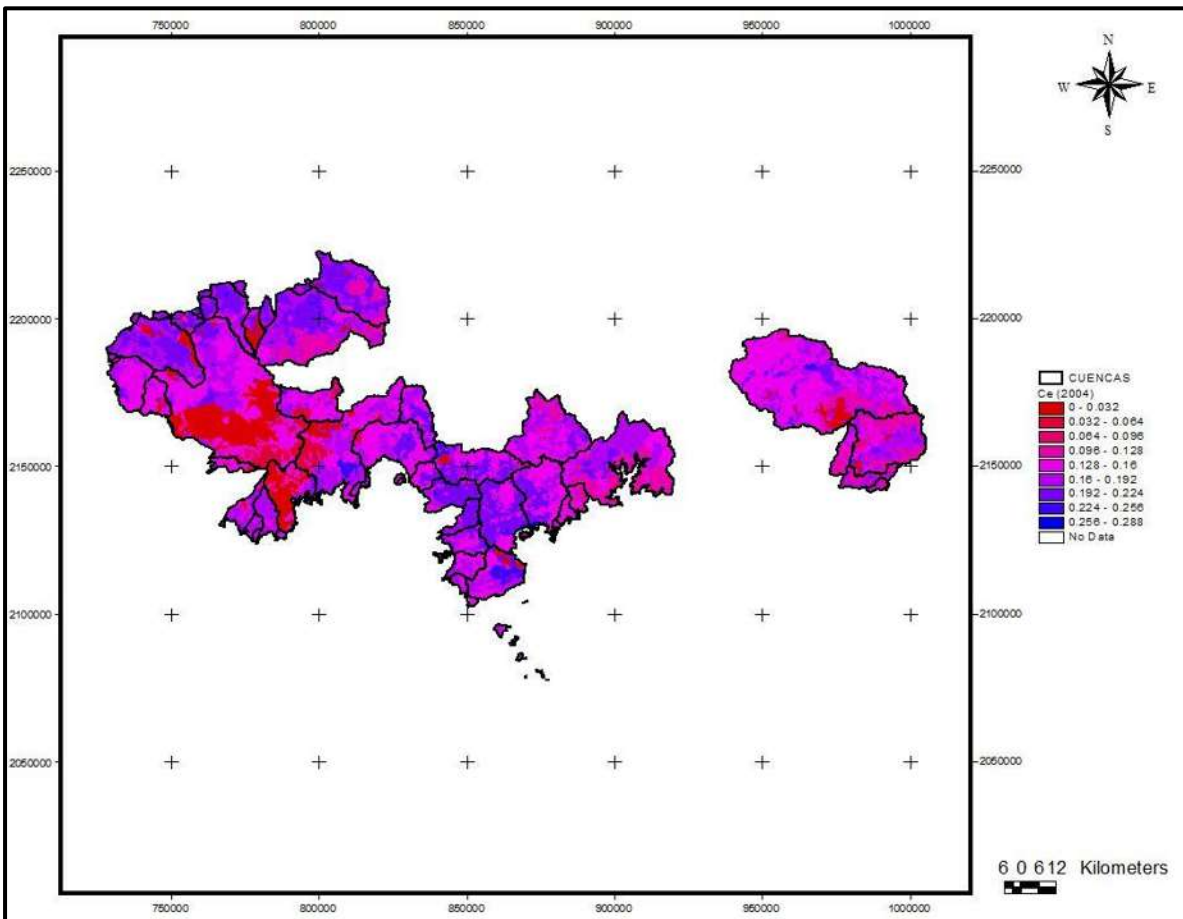 750000 800000 850000 900000 950000 1000000
N
W E
S
2250000 2250000
2200000 2200000
CUENCAS
Ce (2004)
0 - 0.032
0.032 - 0.064
0.064 - 0.096
0.096 - 0.128
0.128 - 0.16
0.16 - 0.192
0.192 - 0.224
0.224 - 0.256
0.256 - 0.288
No Data
2150000 2150000
2100000 2100000
2050000 2050000
6 0 6 12 Kilometers
750000 800000 850000 900000 950000 1000000